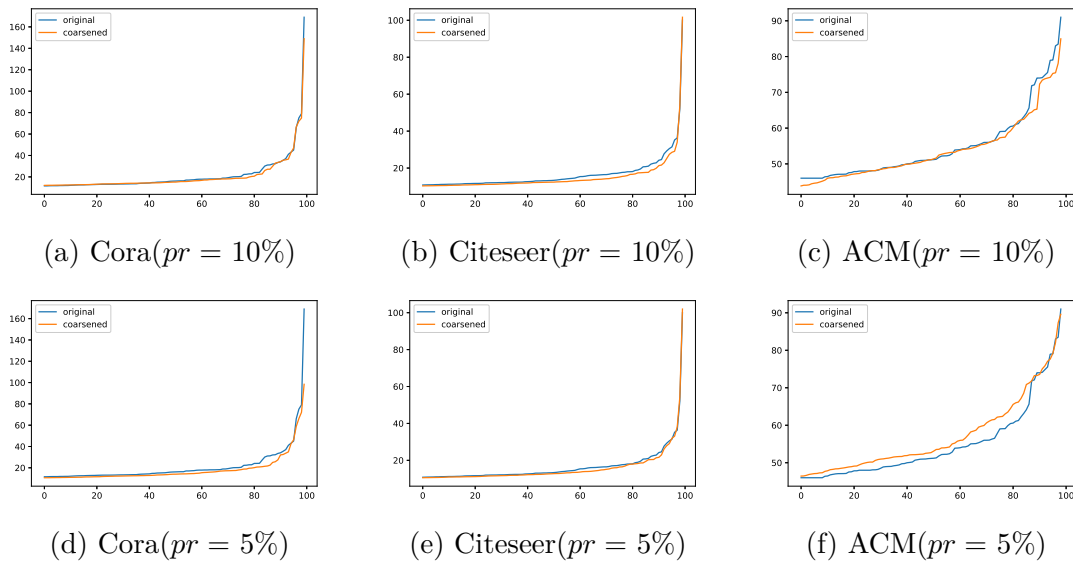 original
coarsened
160
140
120
100
80
60
40
20
0 20 40 60 80 100
original
coarsened
100
80
60
40
20
0 20 40 60 80 100
original
coarsened
90
80
70
60
50
0 20 40 60 80 100
(a) Cora(pr = 10%)
(b) Citeseer(pr = 10%)
(c) ACM(pr = 10%)
original
coarsened
160
140
120
100
80
60
40
20
0 20 40 60 80 100
original
coarsened
100
80
60
40
20
0 20 40 60 80 100
original
coarsened
90
80
70
60
50
0 20 40 60 80 100
(d) Cora(pr = 5%)
(e) Citeseer(pr = 5%)
(f) ACM(pr = 5%)